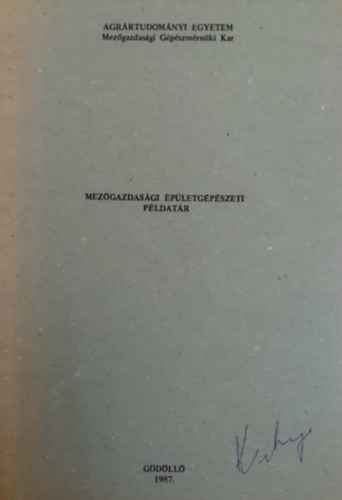 AGRÁRTUDOMÁNYI EGYETEM
Mezőgazdasági Gépészmérnöki Kar
MEZŐGAZDASÁGI ÉPÜLETGÉPÉSZETI
PÉLDATÁR
GÖDÖLLŐ
1987.